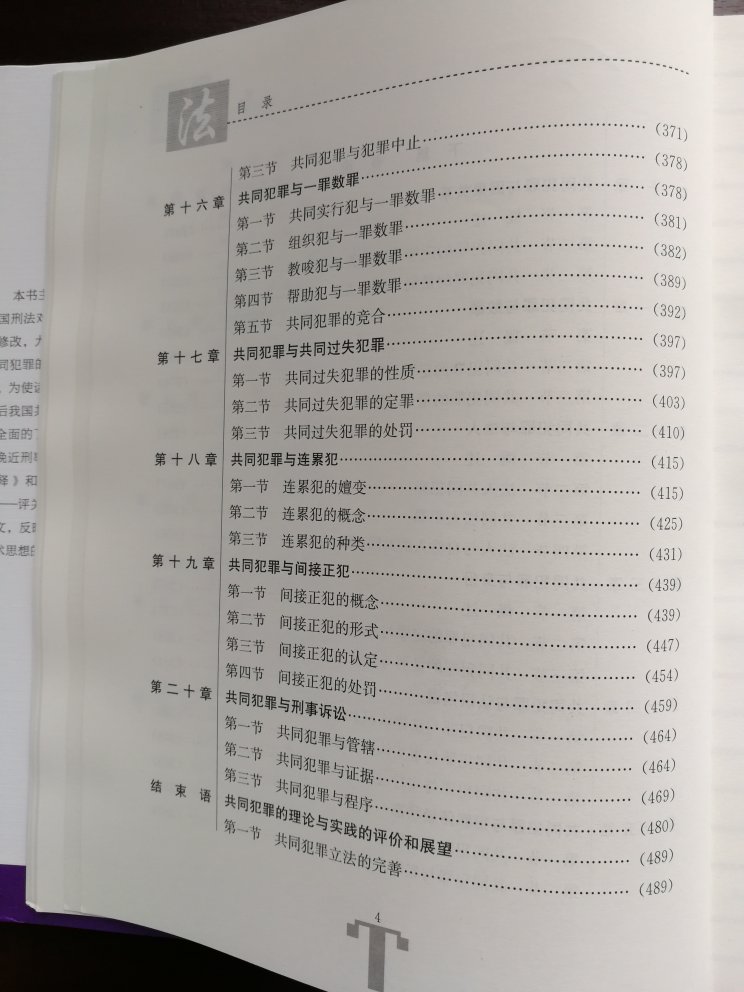 本书主
国刑法对
修改，尤
同犯罪的
为使读
后我国共
全面的
晚近刑事
释》和
——评关
文，反映
术思想的
法
目 录
第三节 共同犯罪与犯罪中止……(371)
第十六章 共同犯罪与一罪数罪……(378)
第一节 共同实行犯与一罪数罪……(378)
第二节 组织犯与一罪数罪……(381)
第三节 教唆犯与一罪数罪……(382)
第四节 帮助犯与一罪数罪……(389)
第五节 共同犯罪的竞合……(392)
第十七章 共同犯罪与共同过失犯罪……(397)
第一节 共同过失犯罪的性质……(397)
第二节 共同过失犯罪的定罪……(403)
第三节 共同过失犯罪的处罚……(410)
第十八章 共同犯罪与连累犯……(415)
第一节 连累犯的嬗变……(415)
第二节 连累犯的概念……(425)
第三节 连累犯的种类……(431)
第十九章 共同犯罪与间接正犯……(439)
第一节 间接正犯的概念……(439)
第二节 间接正犯的形式……(447)
第三节 间接正犯的认定……(454)
第四节 间接正犯的处罚……(459)
第二十章 共同犯罪与刑事诉讼……(464)
第一节 共同犯罪与管辖……(464)
第二节 共同犯罪与证据……(469)
第三节 共同犯罪与程序……(480)
结束语 共同犯罪的理论与实践的评价和展望……(489)
第一节 共同犯罪立法的完善……(489)
4